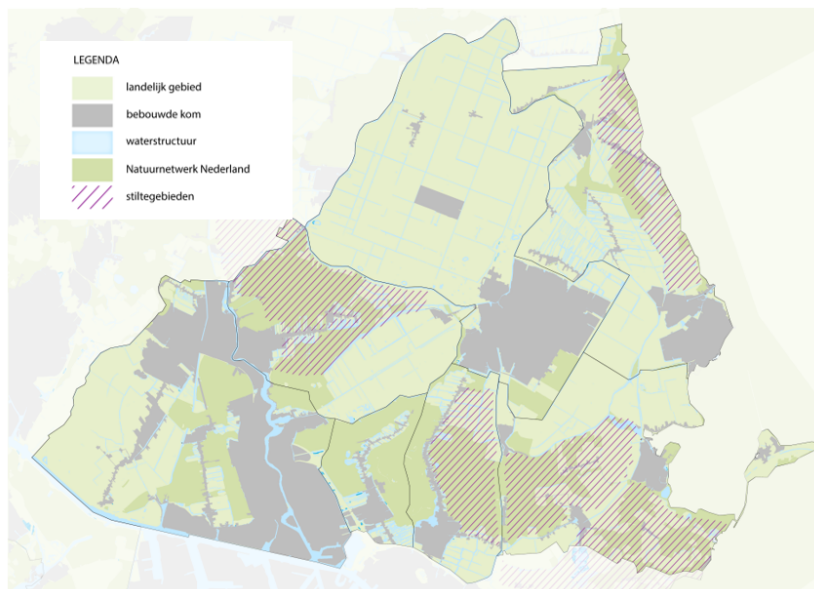 LEGENDA
landelijk gebied
bebouwde kom
waterstructuur
Natuurnetwerk Nederland
stiltegebieden